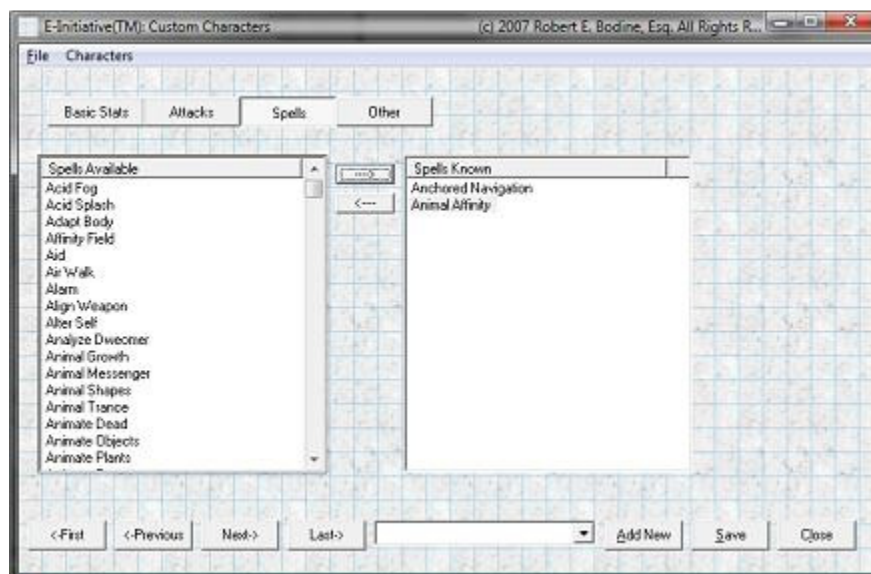 E-Initiative(TM): Custom Characters (c) 2007 Robert E. Bodine, Esq. All Rights R...
File Characters
Basic Stats Attacks Spells Other
Spells Available
Acid Fog
Acid Splash
Adapt Body
Affinity Field
Aid
Air Walk
Alarm
Align Weapon
Alter Self
Analyze Dweomer
Animal Growth
Animal Messenger
Animal Shapes
Animal Trance
Animate Dead
Animate Objects
Animate Plants
--->
<---
Spells Known
Anchored Navigation
Animal Affinity
<-First <-Previous Next-> Last-> Add New Save Close